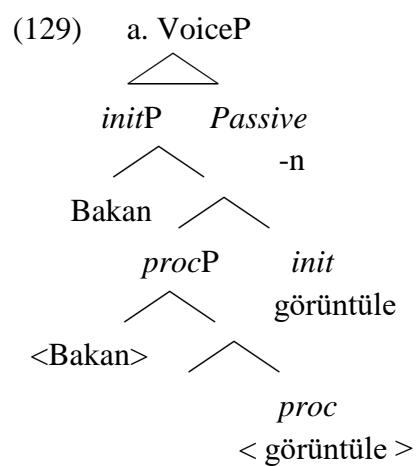 (129) a. VoiceP
initP Passive
-n
Bakan
procP init
görüntüle
<Bakan>
proc
< görüntüle >